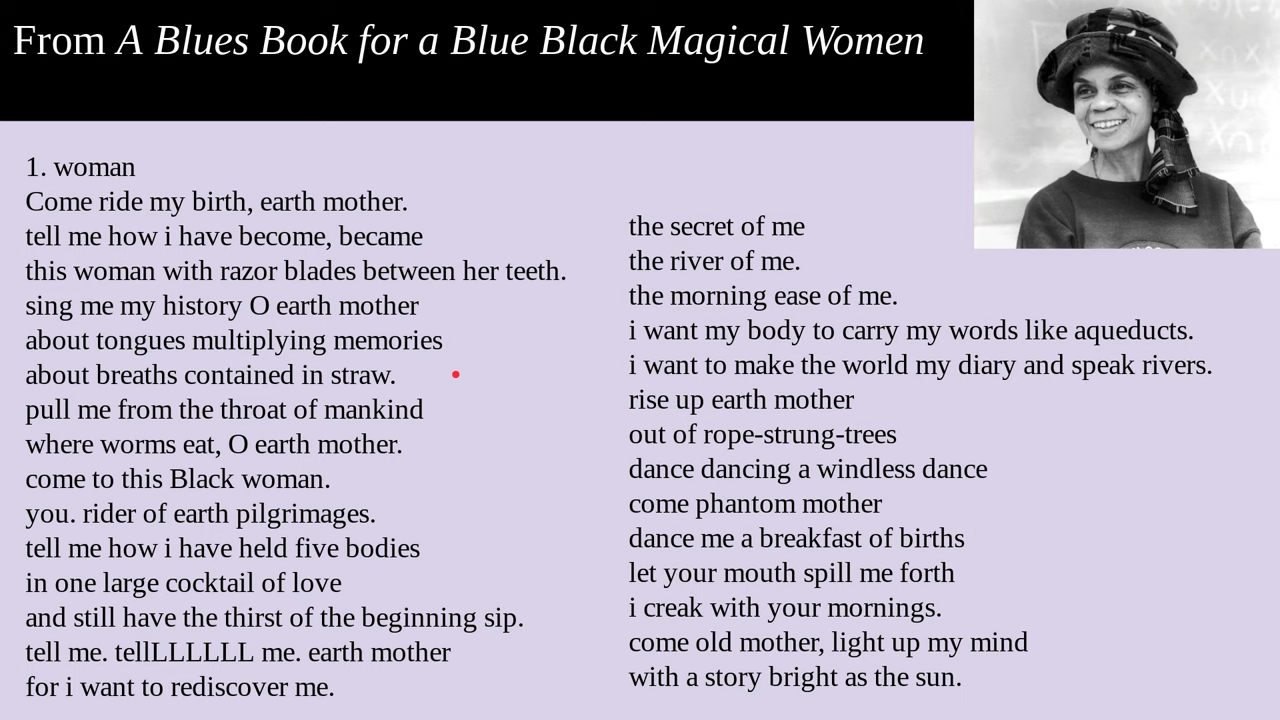 From A Blues Book for a Blue Black Magical Women
1. woman
Come ride my birth, earth mother.
tell me how i have become, became
this woman with razor blades between her teeth.
sing me my history O earth mother
about tongues multiplying memories
about breaths contained in straw.
pull me from the throat of mankind
where worms eat, O earth mother.
come to this Black woman.
you. rider of earth pilgrimages.
tell me how i have held five bodies
in one large cocktail of love
and still have the thirst of the beginning sip.
tell me. tellLLLLLL me. earth mother
for i want to rediscover me.
the secret of me
the river of me.
the morning ease of me.
i want my body to carry my words like aqueducts.
i want to make the world my diary and speak rivers.
rise up earth mother
out of rope-strung-trees
dance dancing a windless dance
come phantom mother
dance me a breakfast of births
let your mouth spill me forth
i creak with your mornings.
come old mother, light up my mind
with a story bright as the sun.